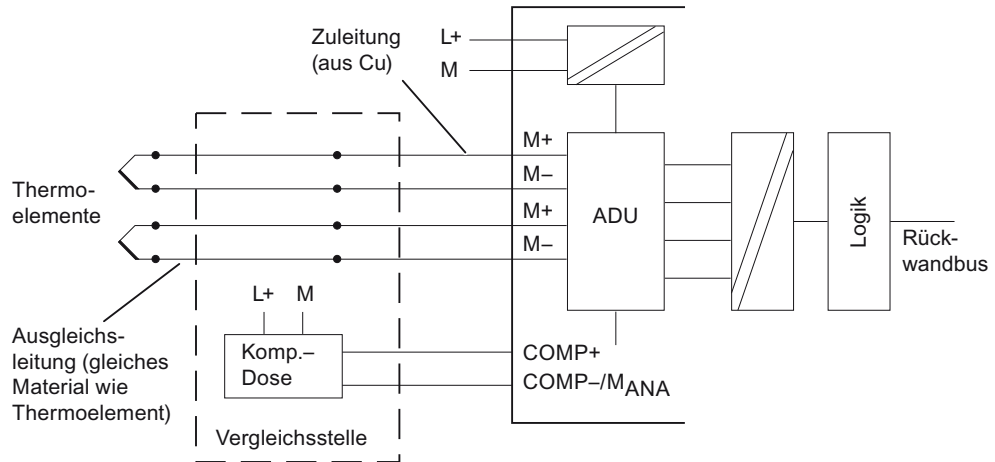 Zuleitung
(aus Cu)
L+
M
M+
M–
M+
M–
Thermo-
elemente
ADU
Logik
Rück-
wandbus
L+ M
Ausgleichs-
leitung (gleiches
Material wie
Thermoelement)
Komp.–
Dose
COMP+
COMP–/MANA
Vergleichsstelle